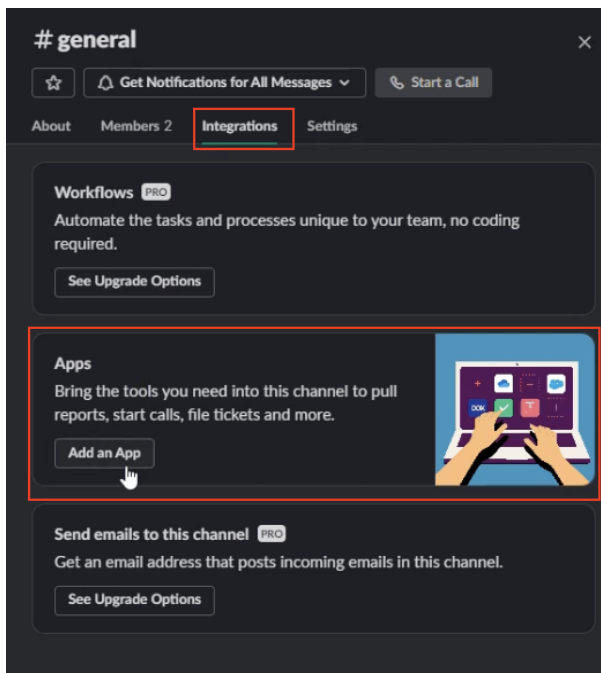 # general
Get Notifications for All Messages
Start a Call
About Members 2 Integrations Settings
Workflows PRO
Automate the tasks and processes unique to your team, no coding
required.
See Upgrade Options
Apps
Bring the tools you need into this channel to pull
reports, start calls, file tickets and more.
Add an App
Send emails to this channel PRO
Get an email address that posts incoming emails in this channel.
See Upgrade Options